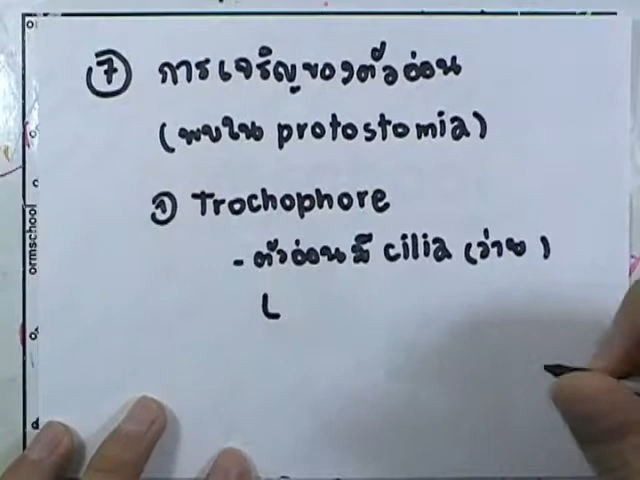 ⑦ การเจริญของตัวอ่อน
(พบใน protostomia)
① Trochophore
- ตัวอ่อนมี cilia (ว่าย)
ormschool